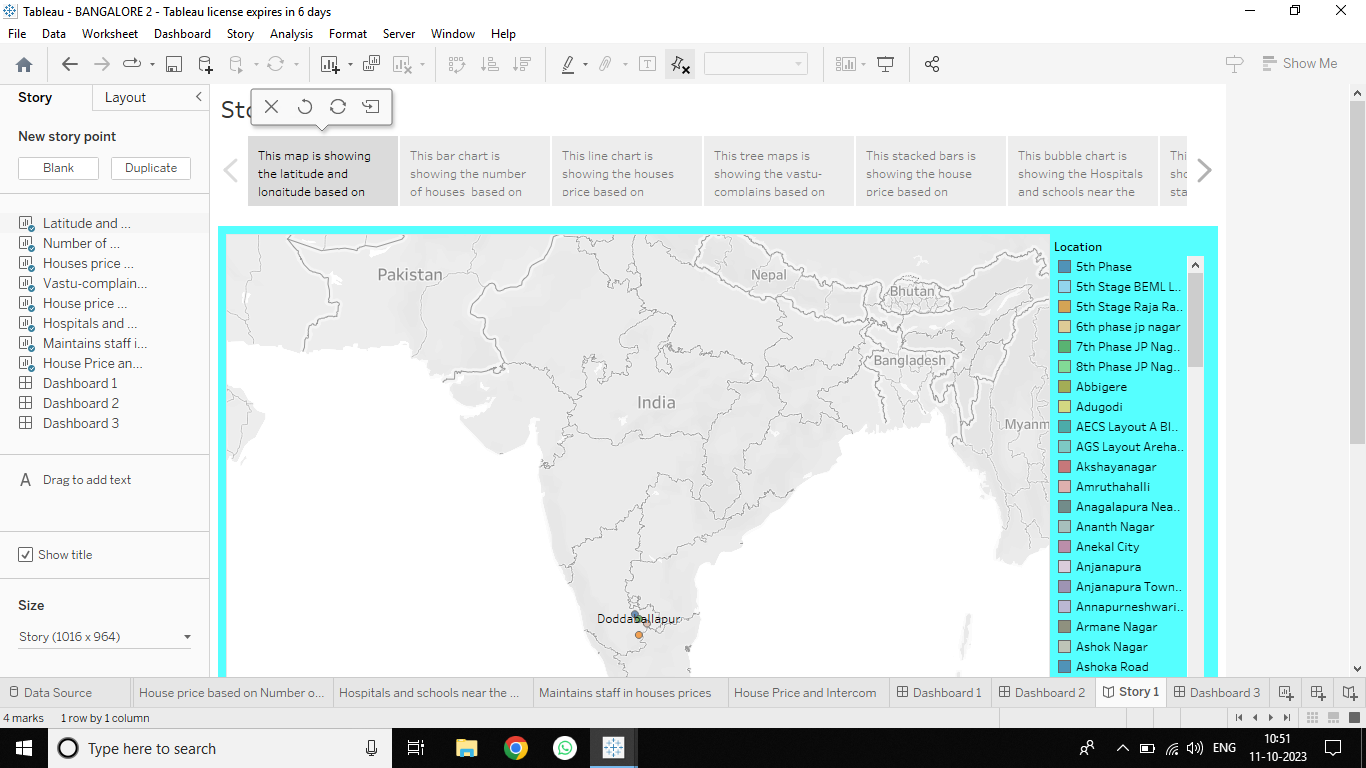 Tableau - BANGALORE 2 - Tableau license expires in 6 days
File Data Worksheet Dashboard Story Analysis Format Server Window Help
Show Me
Story Layout
New story point
Blank Duplicate
Latitude and ...
Number of ...
Houses price ...
Vastu-complain...
House price ...
Hospitals and ...
Maintains staff i...
House Price an...
Dashboard 1
Dashboard 2
Dashboard 3
A Drag to add text
Show title
Size
Story (1016 x 964)
This map is showing
the latitude and
longitude based on
This bar chart is
showing the number
of houses based on
This line chart is
showing the houses
price based on
This tree maps is
showing the vastu-
complains based on
This stacked bars is
showing the house
price based on
This bubble chart is
showing the Hospitals
and schools near the
Pakistan
Nepal
Bhutan
Bangladesh
India
Myanm
Doddaballapur
Location
5th Phase
5th Stage BEML L..
5th Stage Raja Ra..
6th phase jp nagar
7th Phase JP Nag..
8th Phase JP Nag..
Abbigere
Adugodi
AECS Layout A Bl..
AGS Layout Areha..
Akshayanagar
Amruthahalli
Anagalapura Nea..
Ananth Nagar
Anekal City
Anjanapura
Anjanapura Town..
Annapurneshwari..
Armane Nagar
Ashok Nagar
Ashoka Road
Data Source House price based on Number o... Hospitals and schools near the ... Maintains staff in houses prices House Price and Intercom Dashboard 1 Dashboard 2 Story 1 Dashboard 3
4 marks 1 row by 1 column
Type here to search
ENG
10:51
11-10-2023